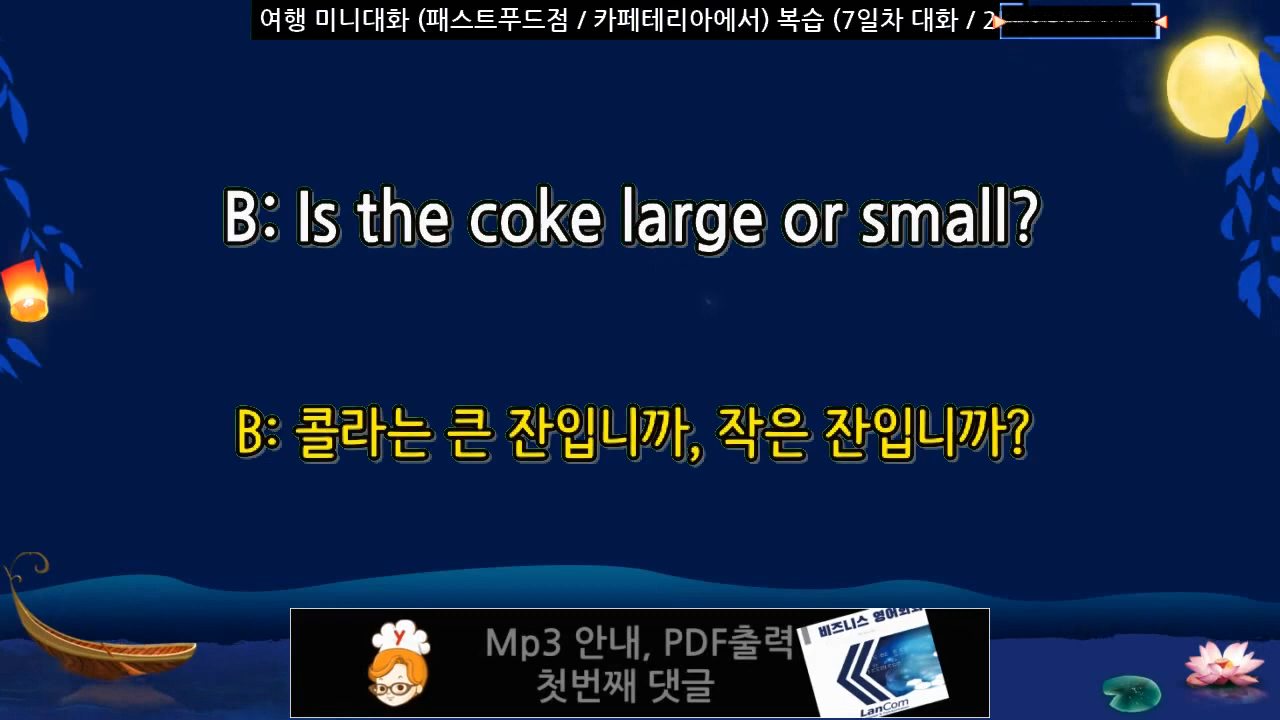 여행 미니대화 (패스트푸드점 / 카페테리아에서) 복습 (7일차 대화 / 2
B: Is the coke large or small?
B: 콜라는 큰 잔입니까, 작은 잔입니까?
Y
Mp3 안내, PDF출력
첫번째 댓글
비즈니스 영어회화
LanCom